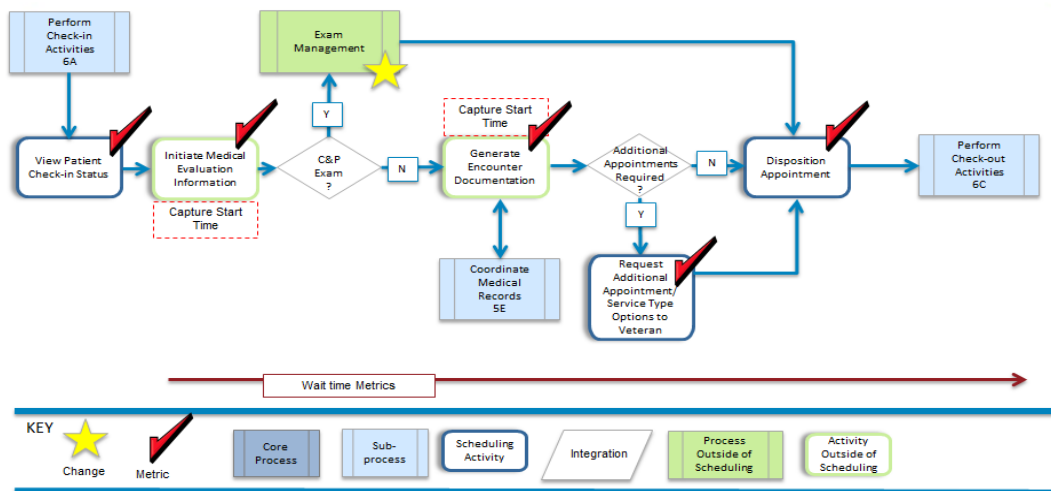 Perform
Check-in
Activities
6A
Exam
Management
Capture Start
Time
View Patient
Check-in Status
Initiate Medical
Evaluation
Information
Y
C&P
Exam
?
N
Generate
Encounter
Documentation
Additional
Appointments
Required
?
N
Disposition
Appointment
Perform
Check-out
Activities
6C
Capture Start
Time
Y
Coordinate
Medical
Records
5E
Request
Additional
Appointment/
Service Type
Options to
Veteran
Wait time Metrics
KEY
Change
Metric
Core
Process
Sub-
process
Scheduling
Activity
Integration
Process
Outside of
Scheduling
Activity
Outside of
Scheduling